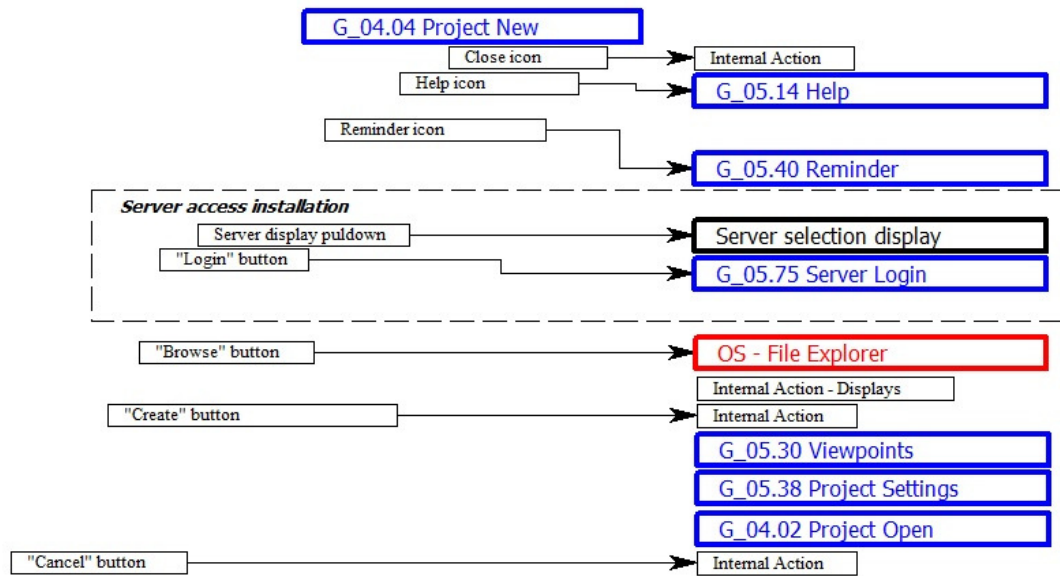 G_04.04 Project New
Close icon
Internal Action
Help icon
G_05.14 Help
Reminder icon
G_05.40 Reminder
Server access installation
Server display puldown
Server selection display
"Login" button
G_05.75 Server Login
"Browse" button
OS - File Explorer
Internal Action - Displays
"Create" button
Internal Action
G_05.30 Viewpoints
G_05.38 Project Settings
G_04.02 Project Open
"Cancel" button
Internal Action